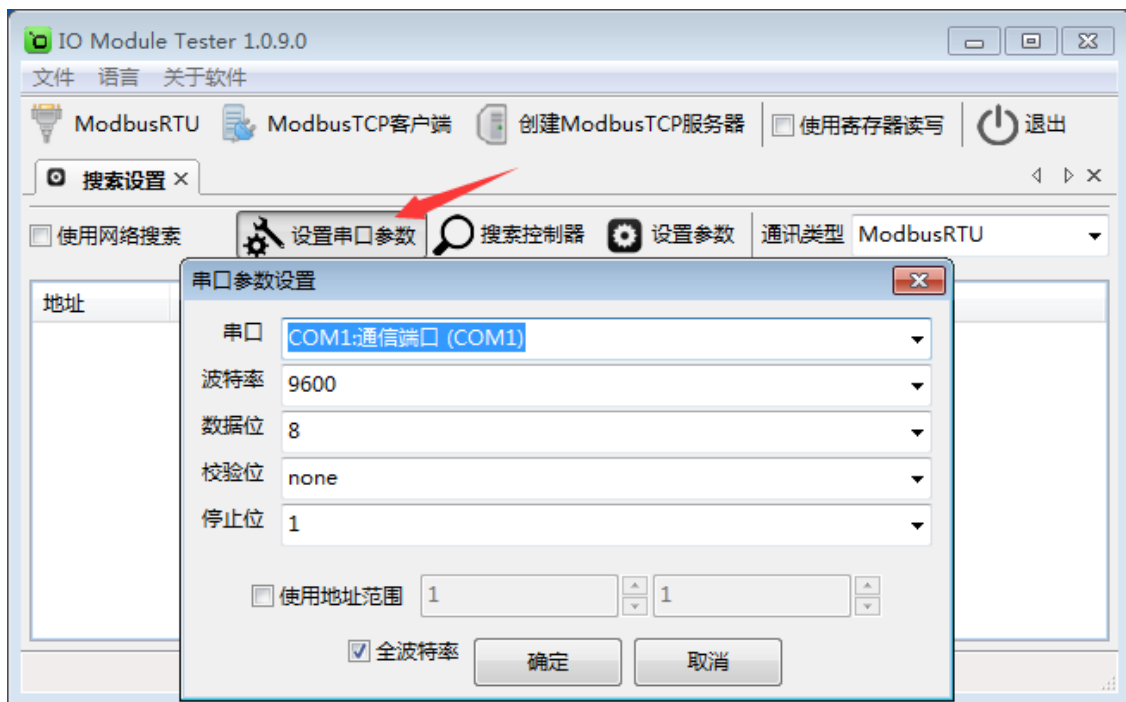 IO Module Tester 1.0.9.0
文件 语言 关于软件
ModbusRTU ModbusTCP客户端 创建ModbusTCP服务器 使用寄存器读写 退出
搜索设置
使用网络搜索 设置串口参数 搜索控制器 设置参数 通讯类型 ModbusRTU
地址
串口参数设置
串口 COM1:通信端口 (COM1)
波特率 9600
数据位 8
校验位 none
停止位 1
使用地址范围 1 1
全波特率 确定 取消